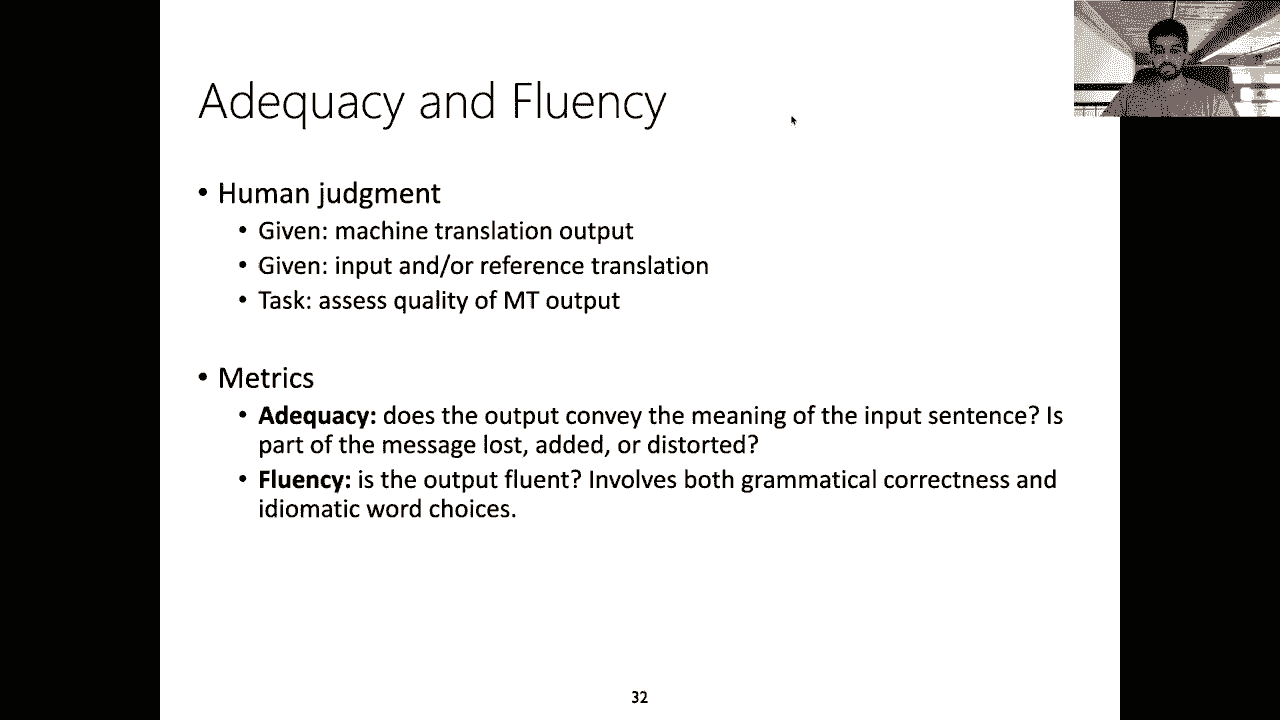 Adequacy and Fluency
• Human judgment
• Given: machine translation output
• Given: input and/or reference translation
• Task: assess quality of MT output
• Metrics
• Adequacy: does the output convey the meaning of the input sentence? Is
part of the message lost, added, or distorted?
• Fluency: is the output fluent? Involves both grammatical correctness and
idiomatic word choices.
32